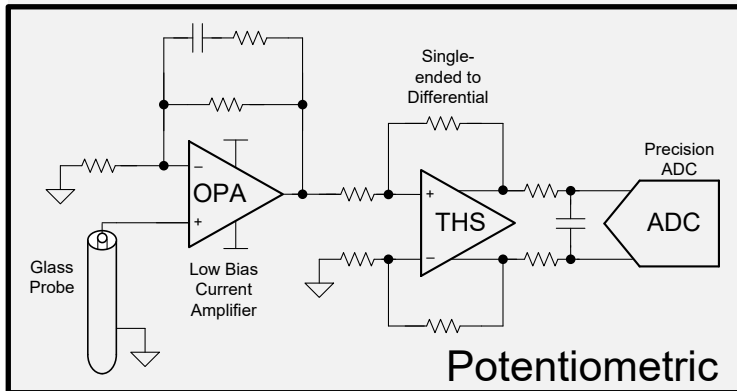 Single-
ended to
Differential
Precision
ADC
−
OPA
+
+
THS
−
ADC
Glass
Probe
Low Bias
Current
Amplifier
Potentiometric